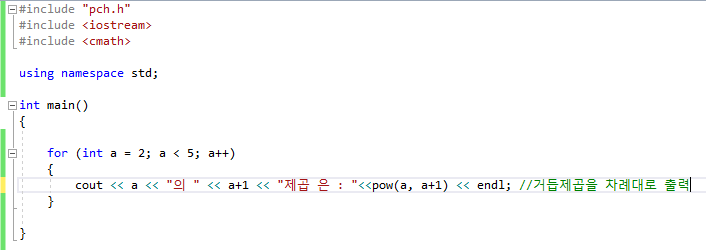 #include "pch.h"
#include <iostream>
#include <cmath>
using namespace std;
int main()
{
for (int a = 2; a < 5; a++)
{
cout << a << "의 " << a+1 << "제곱 은 : "<<pow(a, a+1) << endl; //거듭제곱을 차례대로 출력
}
}